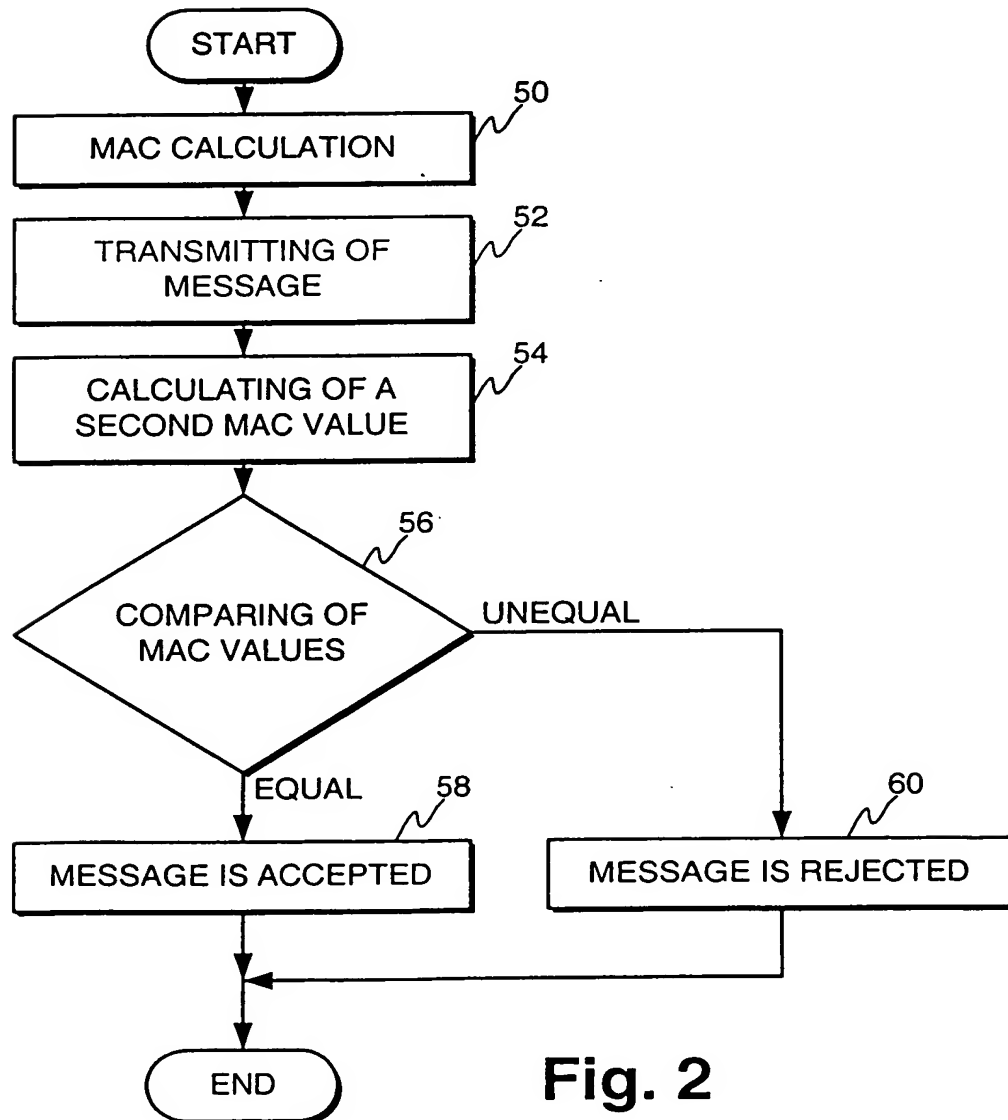 START
50
MAC CALCULATION
52
TRANSMITTING OF
MESSAGE
54
CALCULATING OF A
SECOND MAC VALUE
56
COMPARING OF
MAC VALUES
UNEQUAL
EQUAL
58
60
MESSAGE IS ACCEPTED
MESSAGE IS REJECTED
END
Fig. 2